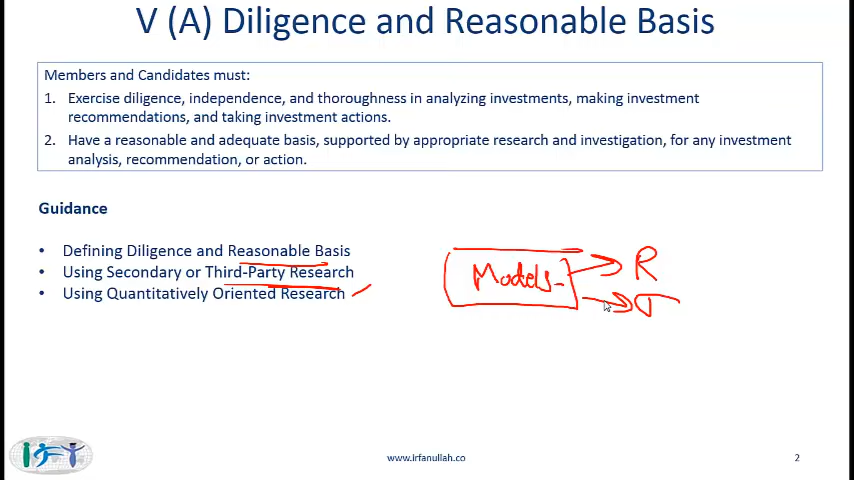 V (A) Diligence and Reasonable Basis
Members and Candidates must:
1. Exercise diligence, independence, and thoroughness in analyzing investments, making investment
recommendations, and taking investment actions.
2. Have a reasonable and adequate basis, supported by appropriate research and investigation, for any investment
analysis, recommendation, or action.
Guidance
• Defining Diligence and Reasonable Basis
• Using Secondary or Third-Party Research
• Using Quantitatively Oriented Research
Models
R
σ
www.irfanullah.co
2